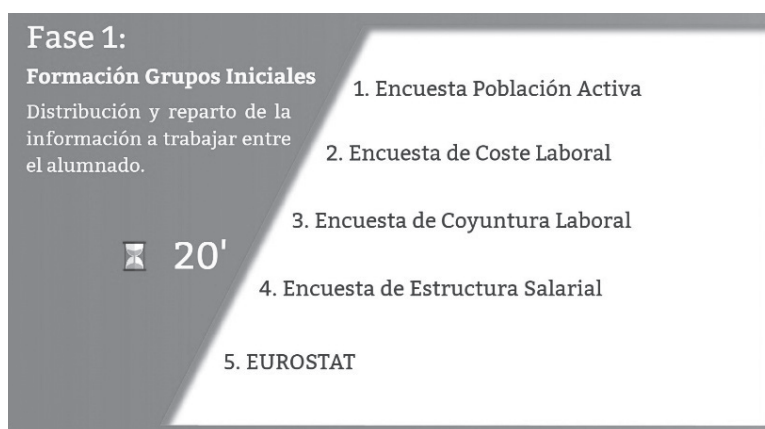 Fase 1:
Formación Grupos Iniciales
Distribución y reparto de la
información a trabajar entre
el alumnado.
20'
1. Encuesta Población Activa
2. Encuesta de Coste Laboral
3. Encuesta de Coyuntura Laboral
4. Encuesta de Estructura Salarial
5. EUROSTAT